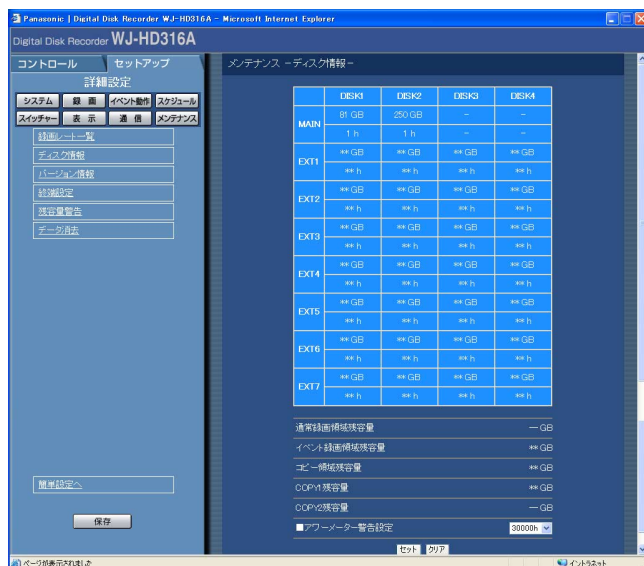 Panasonic | Digital Disk Recorder WJ-HD316A - Microsoft Internet Explorer
Digital Disk Recorder WJ-HD316A
コントロール セットアップ
詳細設定
システム 録画 イベント動作 スケジュール
スイッチャー 表示 通信 メンテナンス
録画レート一覧
ディスク情報
バージョン情報
終端設定
残容量警告
データ消去
簡単設定へ
保存
メンテナンス －ディスク情報－
DISK1 DISK2 DISK3 DISK4
MAIN 81 GB 250 GB － －
1 h 1 h － －
EXT1 ** GB ** GB ** GB ** GB
** h ** h ** h ** h
EXT2 ** GB ** GB ** GB ** GB
** h ** h ** h ** h
EXT3 ** GB ** GB ** GB ** GB
** h ** h ** h ** h
EXT4 ** GB ** GB ** GB ** GB
** h ** h ** h ** h
EXT5 ** GB ** GB ** GB ** GB
** h ** h ** h ** h
EXT6 ** GB ** GB ** GB ** GB
** h ** h ** h ** h
EXT7 ** GB ** GB ** GB ** GB
** h ** h ** h ** h
通常録画領域残容量 -- GB
イベント録画領域残容量 ** GB
コピー領域残容量 ** GB
COPY1残容量 ** GB
COPY2残容量 -- GB
■アワーメーター警告設定 30000h
セット クリア
ページが表示されました イントラネット